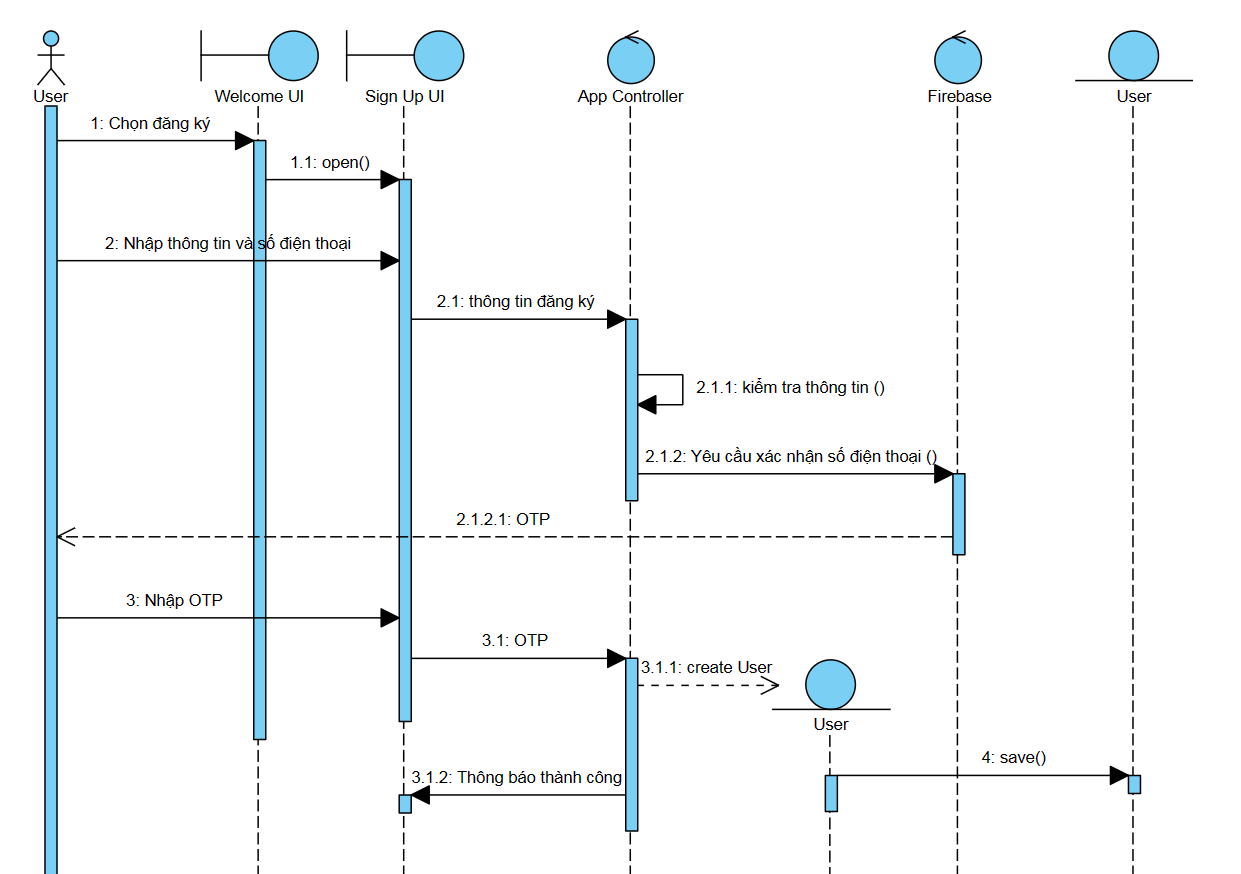 User
Welcome UI
Sign Up UI
App Controller
Firebase
User
1: Chọn đăng ký
1.1: open()
2: Nhập thông tin và số điện thoại
2.1: thông tin đăng ký
2.1.1: kiểm tra thông tin ()
2.1.2: Yêu cầu xác nhận số điện thoại ()
2.1.2.1: OTP
3: Nhập OTP
3.1: OTP
3.1.1: create User
User
4: save()
3.1.2: Thông báo thành công